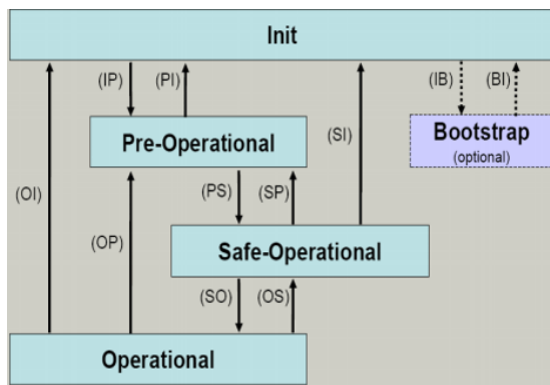 Init
(IP)
(PI)
(IB)
(BI)
(SI)
Pre-Operational
Bootstrap
(optional)
(OI)
(PS)
(SP)
(OP)
Safe-Operational
(SO)
(OS)
Operational